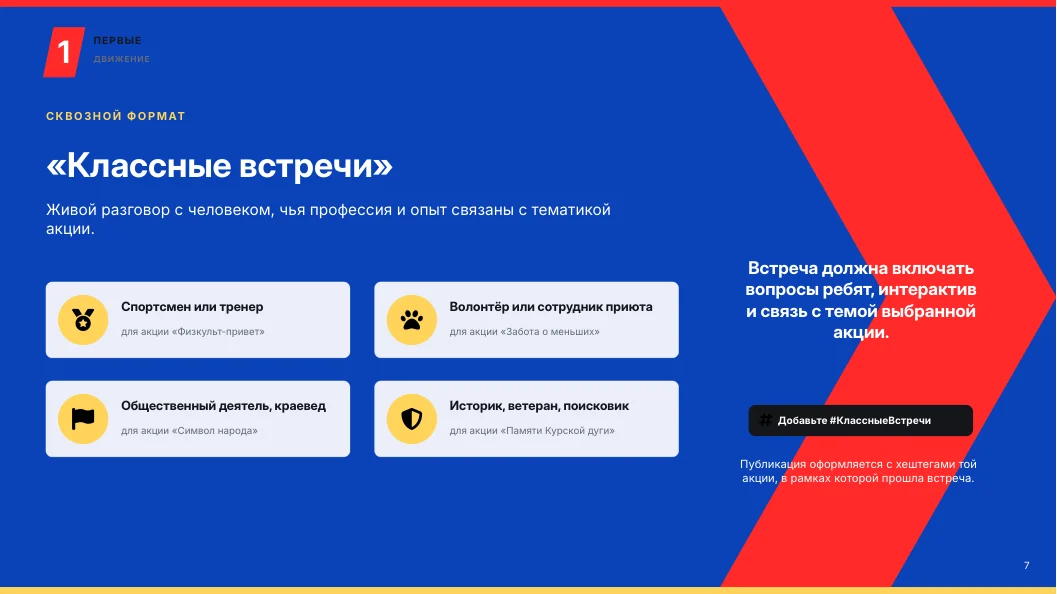 1
ПЕРВЫЕ
ДВИЖЕНИЕ
СКВОЗНОЙ ФОРМАТ
«Классные встречи»
Живой разговор с человеком, чья профессия и опыт связаны с тематикой
акции.
Спортсмен или тренер
для акции «Физкульт-привет»
Волонтёр или сотрудник приюта
для акции «Забота о меньших»
Общественный деятель, краевед
для акции «Символ народа»
Историк, ветеран, поисковик
для акции «Памяти Курской дуги»
Встреча должна включать
вопросы ребят, интерактив
и связь с темой выбранной
акции.
# Добавьте #КлассныеВстречи
Публикация оформляется с хештегами той
акции, в рамках которой прошла встреча.
7